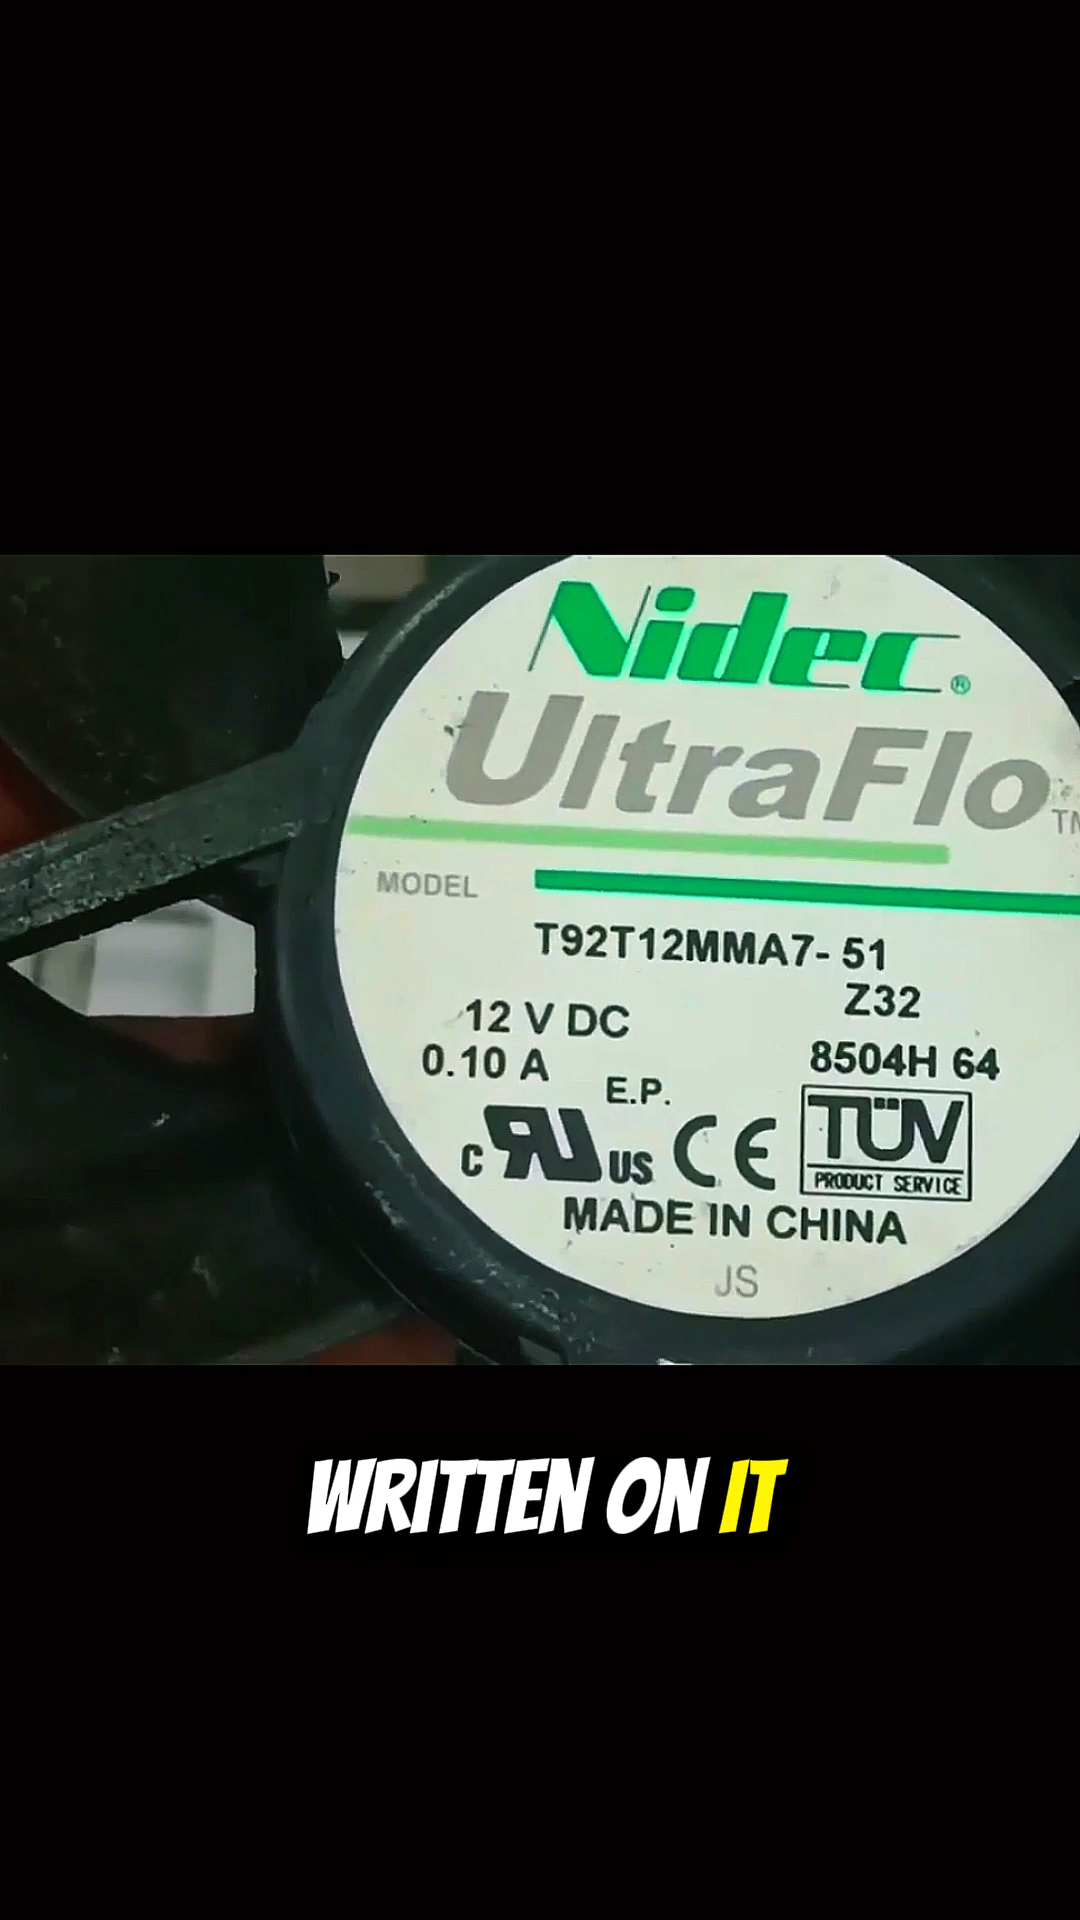 Nidec®
UltraFlo™
MODEL
T92T12MMA7-51
Z32
12 V DC
0.10 A
8504H 64
E.P.
c RU us CE TÜV
PRODUCT SERVICE
MADE IN CHINA
JS
WRITTEN ON IT